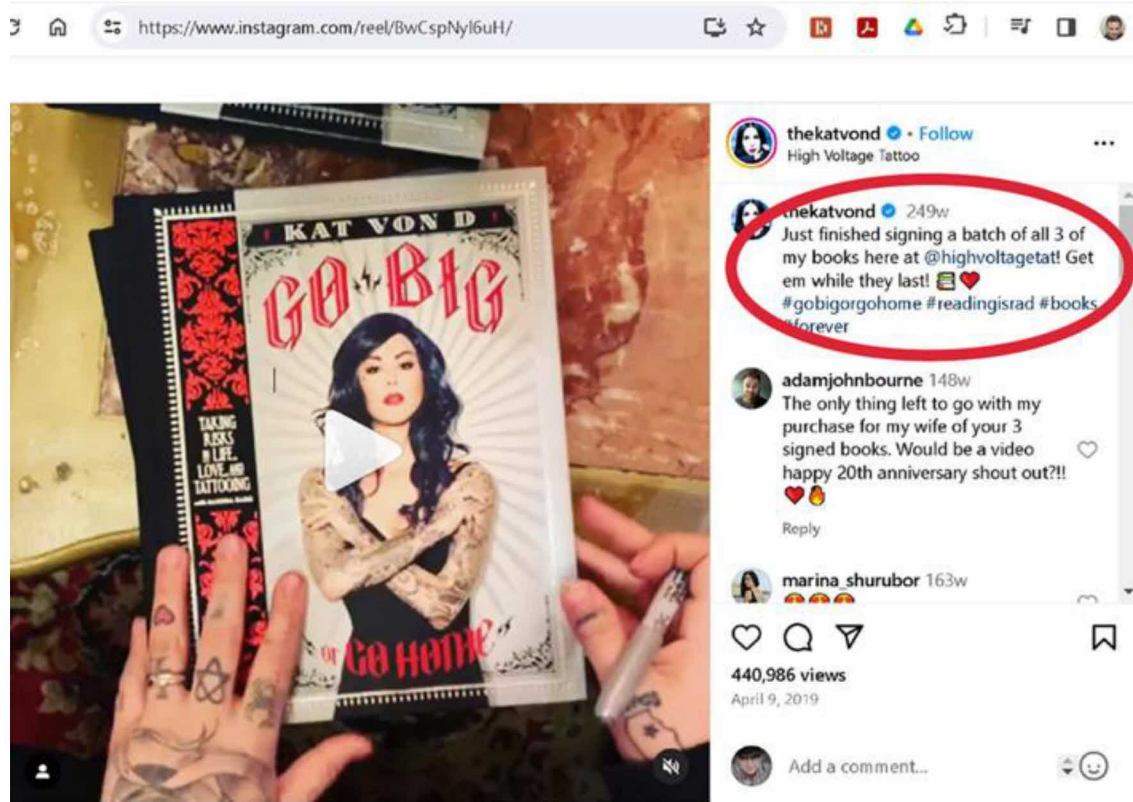 https://www.instagram.com/reel/BwCspNyl6uH/
KAT VON D
GO BIG
TAKING
RISKS
IN LIFE,
LOVE, AND
TATTOOING
OR GO HOME
thekatvond • Follow
High Voltage Tattoo
thekatvond 249w
Just finished signing a batch of all 3 of
my books here at @highvoltagetat! Get
em while they last! 📚❤️
#gobigorgohome #readingisrad #books
#forever
adamjohnbourne 148w
The only thing left to go with my
purchase for my wife of your 3
signed books. Would be a video
happy 20th anniversary shout out?!!
❤️🔥
Reply
marina_shurubor 163w
😍😍😍
440,986 views
April 9, 2019
Add a comment...